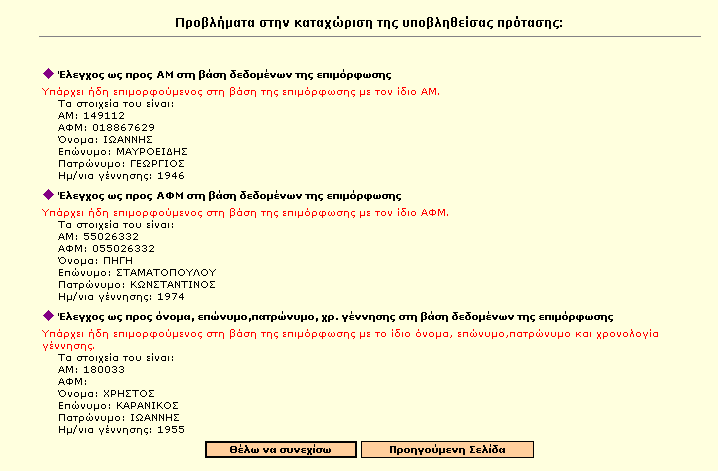 Προβλήματα στην καταχώριση της υποβληθείσας πρότασης:
Έλεγχος ως προς ΑΜ στη βάση δεδομένων της επιμόρφωσης
Υπάρχει ήδη επιμορφούμενος στη βάση της επιμόρφωσης με τον ίδιο ΑΜ.
Τα στοιχεία του είναι:
ΑΜ: 149112
ΑΦΜ: 018867629
Όνομα: ΙΩΑΝΝΗΣ
Επώνυμο: ΜΑΥΡΟΕΙΔΗΣ
Πατρώνυμο: ΓΕΩΡΓΙΟΣ
Ημ/νια γέννησης: 1946
Έλεγχος ως προς ΑΦΜ στη βάση δεδομένων της επιμόρφωσης
Υπάρχει ήδη επιμορφούμενος στη βάση της επιμόρφωσης με τον ίδιο ΑΦΜ.
Τα στοιχεία του είναι:
ΑΜ: 55026332
ΑΦΜ: 055026332
Όνομα: ΠΗΓΗ
Επώνυμο: ΣΤΑΜΑΤΟΠΟΥΛΟΥ
Πατρώνυμο: ΚΩΝΣΤΑΝΤΙΝΟΣ
Ημ/νια γέννησης: 1974
Έλεγχος ως προς όνομα, επώνυμο,πατρώνυμο, χρ. γέννησης στη βάση δεδομένων της επιμόρφωσης
Υπάρχει ήδη επιμορφούμενος στη βάση της επιμόρφωσης με το ίδιο όνομα, επώνυμο,πατρώνυμο και χρονολογία
γέννησης.
Τα στοιχεία του είναι:
ΑΜ: 180033
ΑΦΜ:
Όνομα: ΧΡΗΣΤΟΣ
Επώνυμο: ΚΑΡΑΝΙΚΟΣ
Πατρώνυμο: ΙΩΑΝΝΗΣ
Ημ/νια γέννησης: 1955
Θέλω να συνεχίσω Προηγούμενη Σελίδα